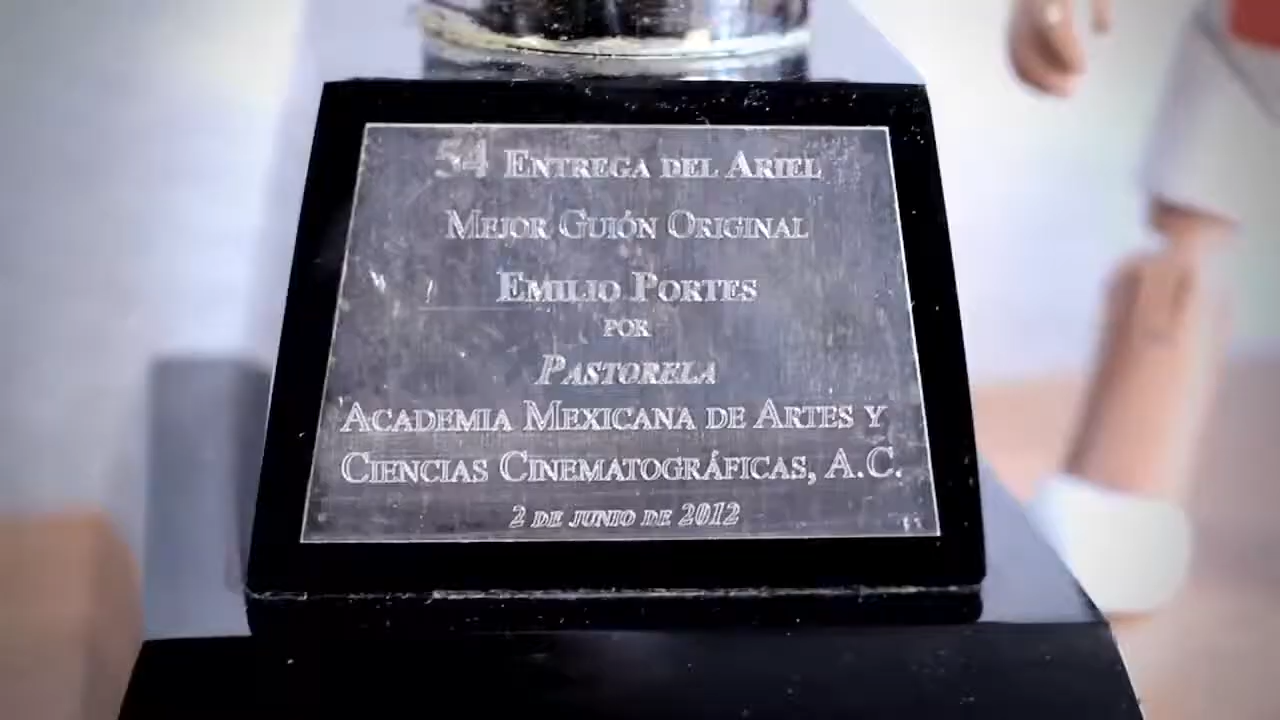 54 Entrega del Ariel
Mejor Guión Original
Emilio Portes
por
Pastorela
Academia Mexicana de Artes y
Ciencias Cinematográficas, A.C.
2 de junio de 2012